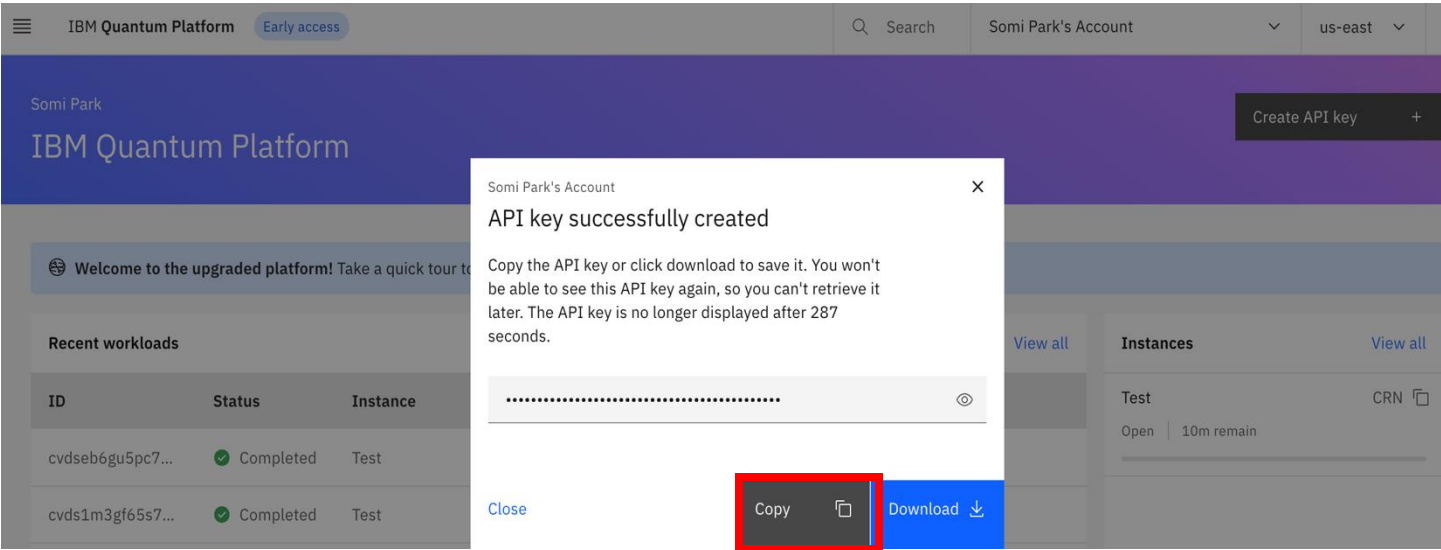 IBM Quantum Platform Early access Search Somi Park's Account us-east
Somi Park
IBM Quantum Platform
Create API key +
Somi Park's Account
API key successfully created
Copy the API key or click download to save it. You won't
be able to see this API key again, so you can't retrieve it
later. The API key is no longer displayed after 287
seconds.
••••••••••••••••••••••••••••••••••••••••••••
Close Copy Download
Welcome to the upgraded platform! Take a quick tour to
Recent workloads View all
ID Status Instance
cvdseb6gu5pc7... Completed Test
cvds1m3gf65s7... Completed Test
Instances View all
Test CRN
Open 10m remain